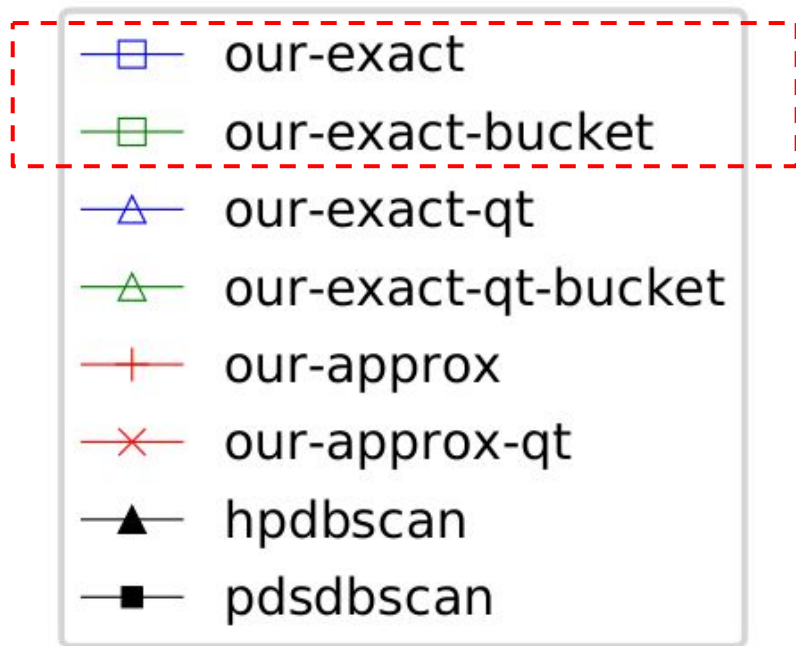 our-exact
our-exact-bucket
our-exact-qt
our-exact-qt-bucket
our-approx
our-approx-qt
hpdbscan
pdsdbscan